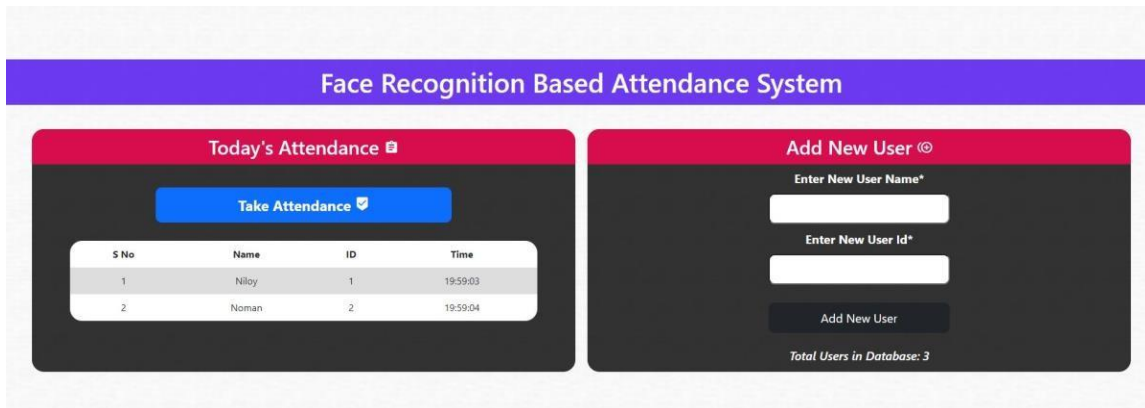 Face Recognition Based Attendance System
Today's Attendance
Take Attendance
S No Name ID Time
1 Niloy 1 19:59:03
2 Noman 2 19:59:04
Add New User
Enter New User Name*
Enter New User Id*
Add New User
Total Users in Database: 3